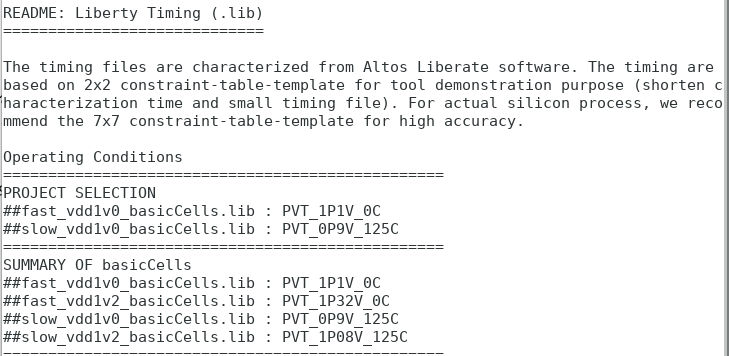 README: Liberty Timing (.lib)
=============================
The timing files are characterized from Altos Liberate software. The timing are
based on 2x2 constraint-table-template for tool demonstration purpose (shorten c
haracterization time and small timing file). For actual silicon process, we reco
mmend the 7x7 constraint-table-template for high accuracy.
Operating Conditions
=================================================
PROJECT SELECTION
##fast_vdd1v0_basicCells.lib : PVT_1P1V_0C
##slow_vdd1v0_basicCells.lib : PVT_0P9V_125C
=================================================
SUMMARY OF basicCells
##fast_vdd1v0_basicCells.lib : PVT_1P1V_0C
##fast_vdd1v2_basicCells.lib : PVT_1P32V_0C
##slow_vdd1v0_basicCells.lib : PVT_0P9V_125C
##slow_vdd1v2_basicCells.lib : PVT_1P08V_125C
=================================================